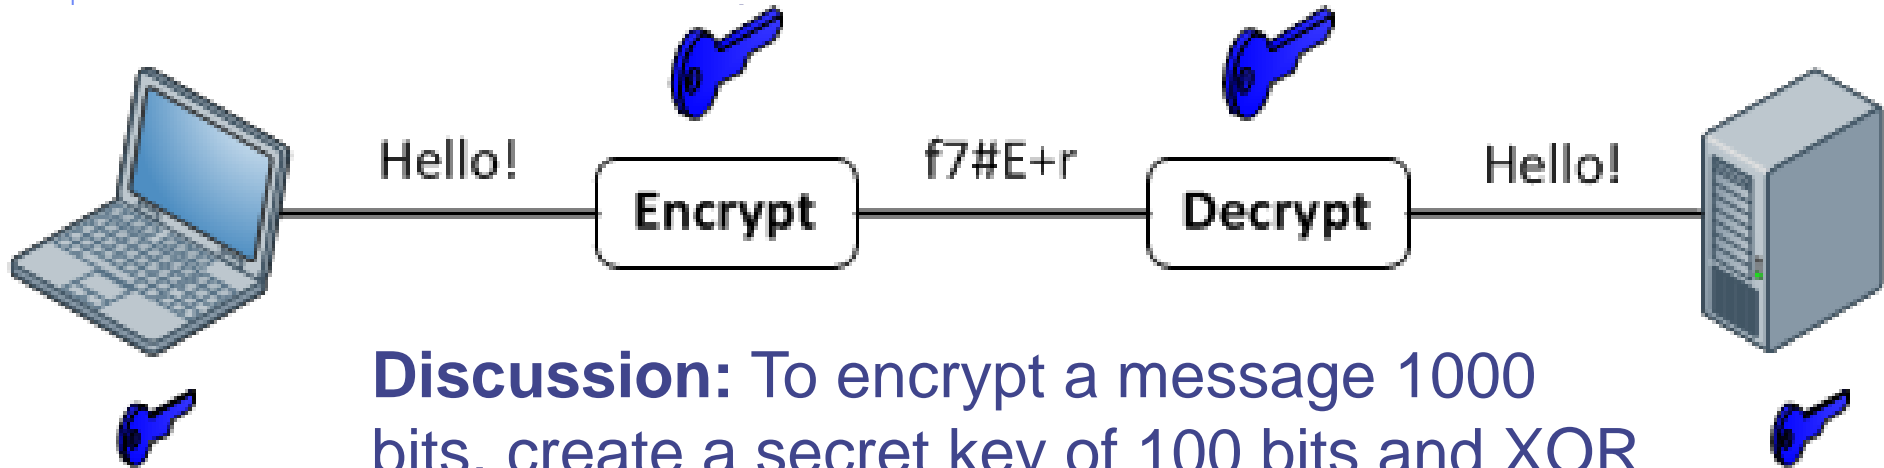 Hello!
Encrypt
f7#E+r
Decrypt
Hello!
Discussion: To encrypt a message 1000
bits, create a secret key of 100 bits and XOR